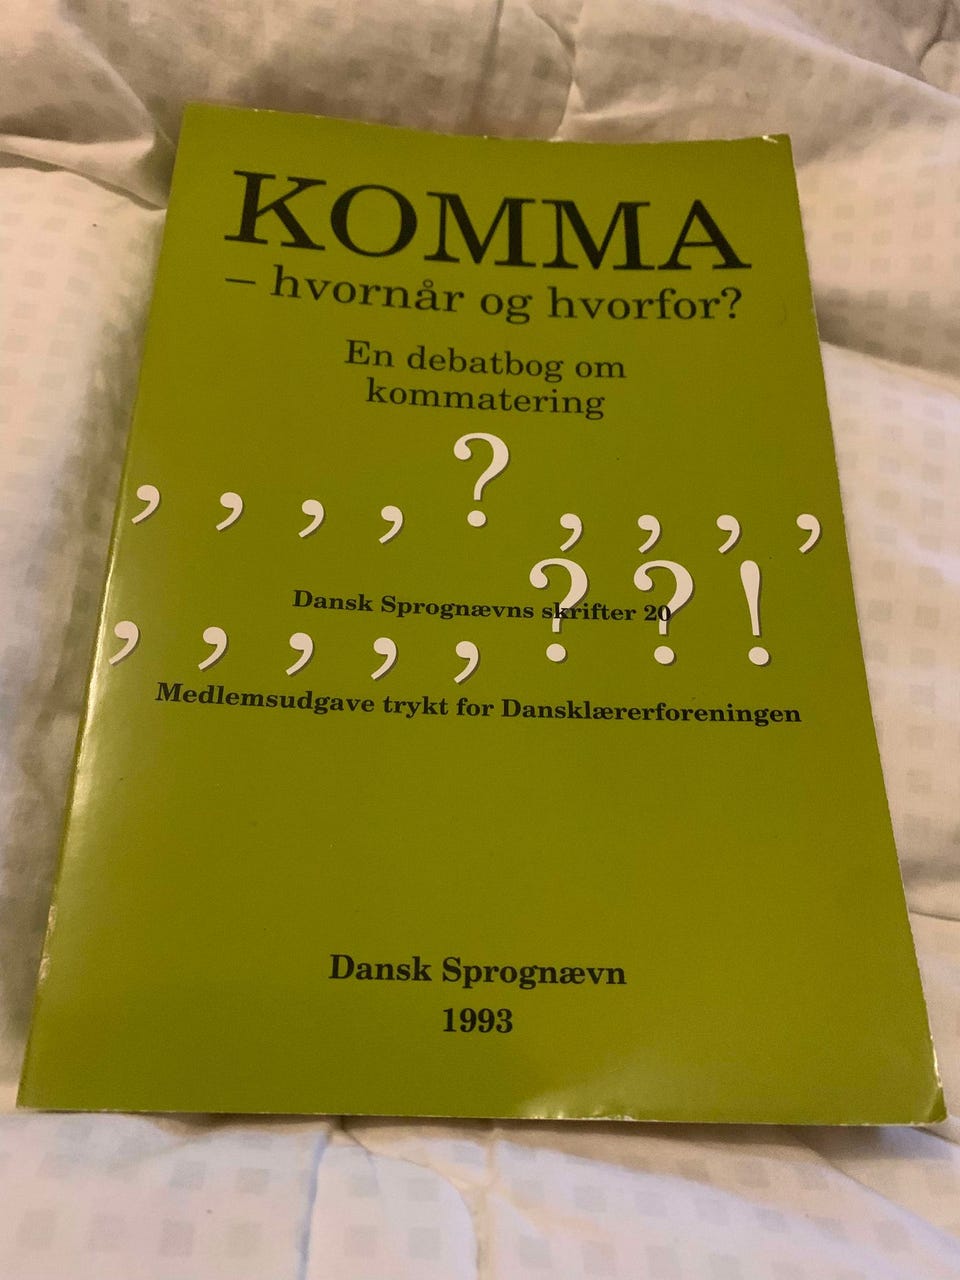 KOMMA
– hvornår og hvorfor?
En debatbog om
kommatering
, , , , ? , , , ,
Dansk Sprognævns skrifter 20
, , , , , ? ? !
Medlemsudgave trykt for Dansklærerforeningen
Dansk Sprognævn
1993